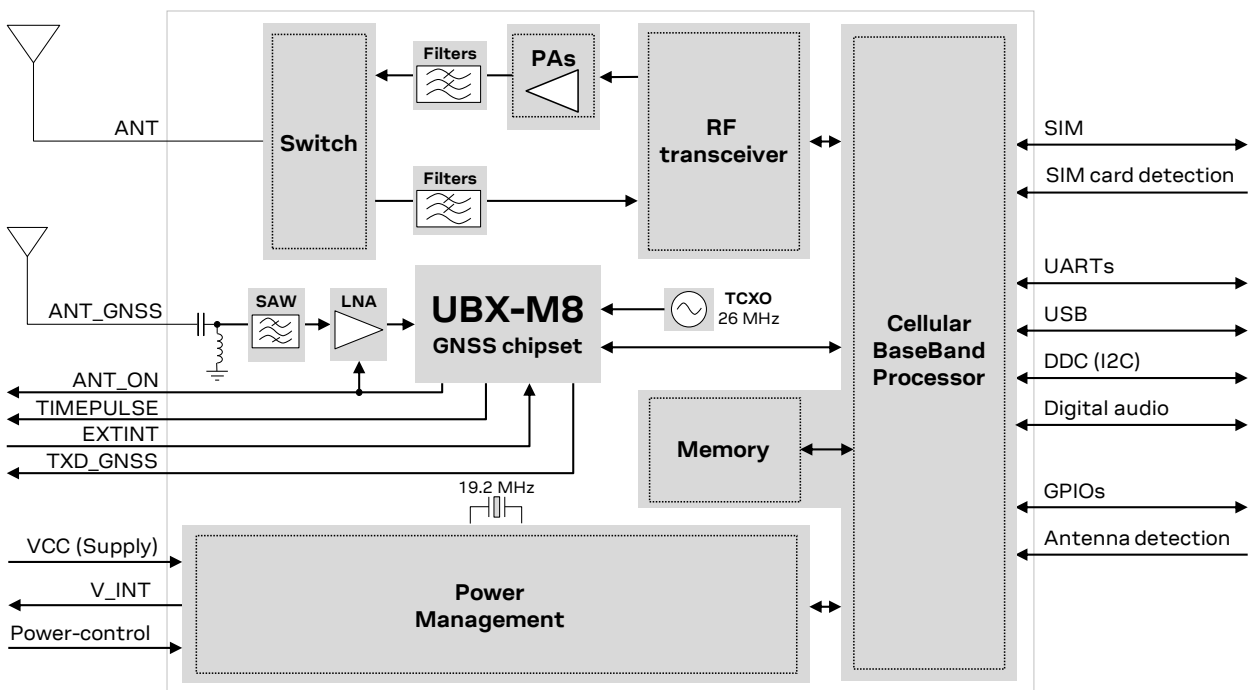 Filters
PAs
ANT
Switch
RF
transceiver
SIM
SIM card detection
Filters
ANT_GNSS
SAW
LNA
UBX-M8
GNSS chipset
TCXO
26 MHz
Cellular
BaseBand
Processor
UARTs
USB
DDC (I2C)
Digital audio
ANT_ON
TIMEPULSE
EXTINT
TXD_GNSS
Memory
19.2 MHz
GPIOs
Antenna detection
VCC (Supply)
V_INT
Power-control
Power
Management